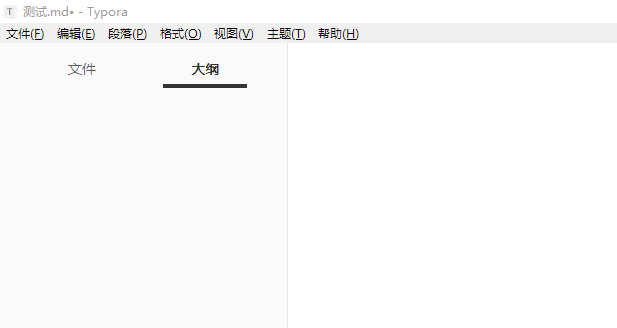 T 测试.md• - Typora
文件(F) 编辑(E) 段落(P) 格式(O) 视图(V) 主题(T) 帮助(H)
文件 大纲